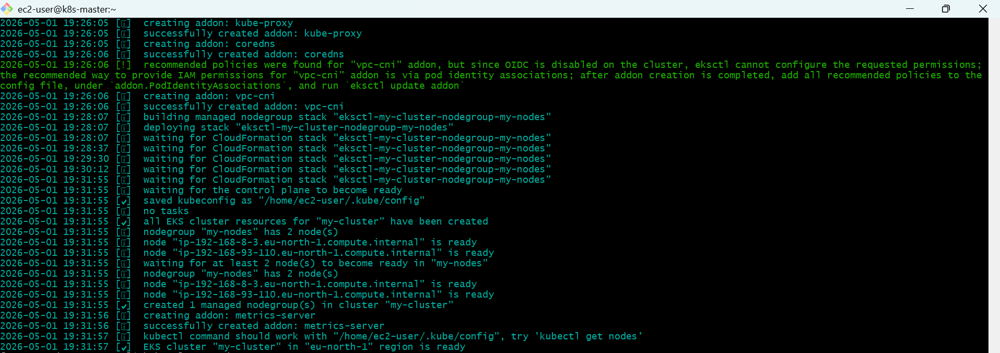 ec2-user@k8s-master:~
2026-05-01 19:26:05 [ℹ]  creating addon: kube-proxy
2026-05-01 19:26:05 [ℹ]  successfully created addon: kube-proxy
2026-05-01 19:26:05 [ℹ]  creating addon: coredns
2026-05-01 19:26:06 [ℹ]  successfully created addon: coredns
2026-05-01 19:26:06 [!]  recommended policies were found for "vpc-cni" addon, but since OIDC is disabled on the cluster, eksctl cannot configure the requested permissions;
the recommended way to provide IAM permissions for "vpc-cni" addon is via pod identity associations; after addon creation is completed, add all recommended policies to the
config file, under `addon.PodIdentityAssociations`, and run `eksctl update addon`
2026-05-01 19:26:06 [ℹ]  creating addon: vpc-cni
2026-05-01 19:26:06 [ℹ]  successfully created addon: vpc-cni
2026-05-01 19:28:07 [ℹ]  building managed nodegroup stack "eksctl-my-cluster-nodegroup-my-nodes"
2026-05-01 19:28:07 [ℹ]  deploying stack "eksctl-my-cluster-nodegroup-my-nodes"
2026-05-01 19:28:07 [ℹ]  waiting for CloudFormation stack "eksctl-my-cluster-nodegroup-my-nodes"
2026-05-01 19:28:37 [ℹ]  waiting for CloudFormation stack "eksctl-my-cluster-nodegroup-my-nodes"
2026-05-01 19:29:30 [ℹ]  waiting for CloudFormation stack "eksctl-my-cluster-nodegroup-my-nodes"
2026-05-01 19:30:12 [ℹ]  waiting for CloudFormation stack "eksctl-my-cluster-nodegroup-my-nodes"
2026-05-01 19:31:55 [ℹ]  waiting for CloudFormation stack "eksctl-my-cluster-nodegroup-my-nodes"
2026-05-01 19:31:55 [ℹ]  waiting for the control plane to become ready
2026-05-01 19:31:55 [✔]  saved kubeconfig as "/home/ec2-user/.kube/config"
2026-05-01 19:31:55 [ℹ]  no tasks
2026-05-01 19:31:55 [✔]  all EKS cluster resources for "my-cluster" have been created
2026-05-01 19:31:55 [ℹ]  nodegroup "my-nodes" has 2 node(s)
2026-05-01 19:31:55 [ℹ]  node "ip-192-168-8-3.eu-north-1.compute.internal" is ready
2026-05-01 19:31:55 [ℹ]  node "ip-192-168-93-110.eu-north-1.compute.internal" is ready
2026-05-01 19:31:55 [ℹ]  waiting for at least 2 node(s) to become ready in "my-nodes"
2026-05-01 19:31:55 [ℹ]  nodegroup "my-nodes" has 2 node(s)
2026-05-01 19:31:55 [ℹ]  node "ip-192-168-8-3.eu-north-1.compute.internal" is ready
2026-05-01 19:31:55 [ℹ]  node "ip-192-168-93-110.eu-north-1.compute.internal" is ready
2026-05-01 19:31:55 [✔]  created 1 managed nodegroup(s) in cluster "my-cluster"
2026-05-01 19:31:56 [ℹ]  creating addon: metrics-server
2026-05-01 19:31:56 [ℹ]  successfully created addon: metrics-server
2026-05-01 19:31:57 [ℹ]  kubectl command should work with "/home/ec2-user/.kube/config", try 'kubectl get nodes'
2026-05-01 19:31:57 [✔]  EKS cluster "my-cluster" in "eu-north-1" region is ready